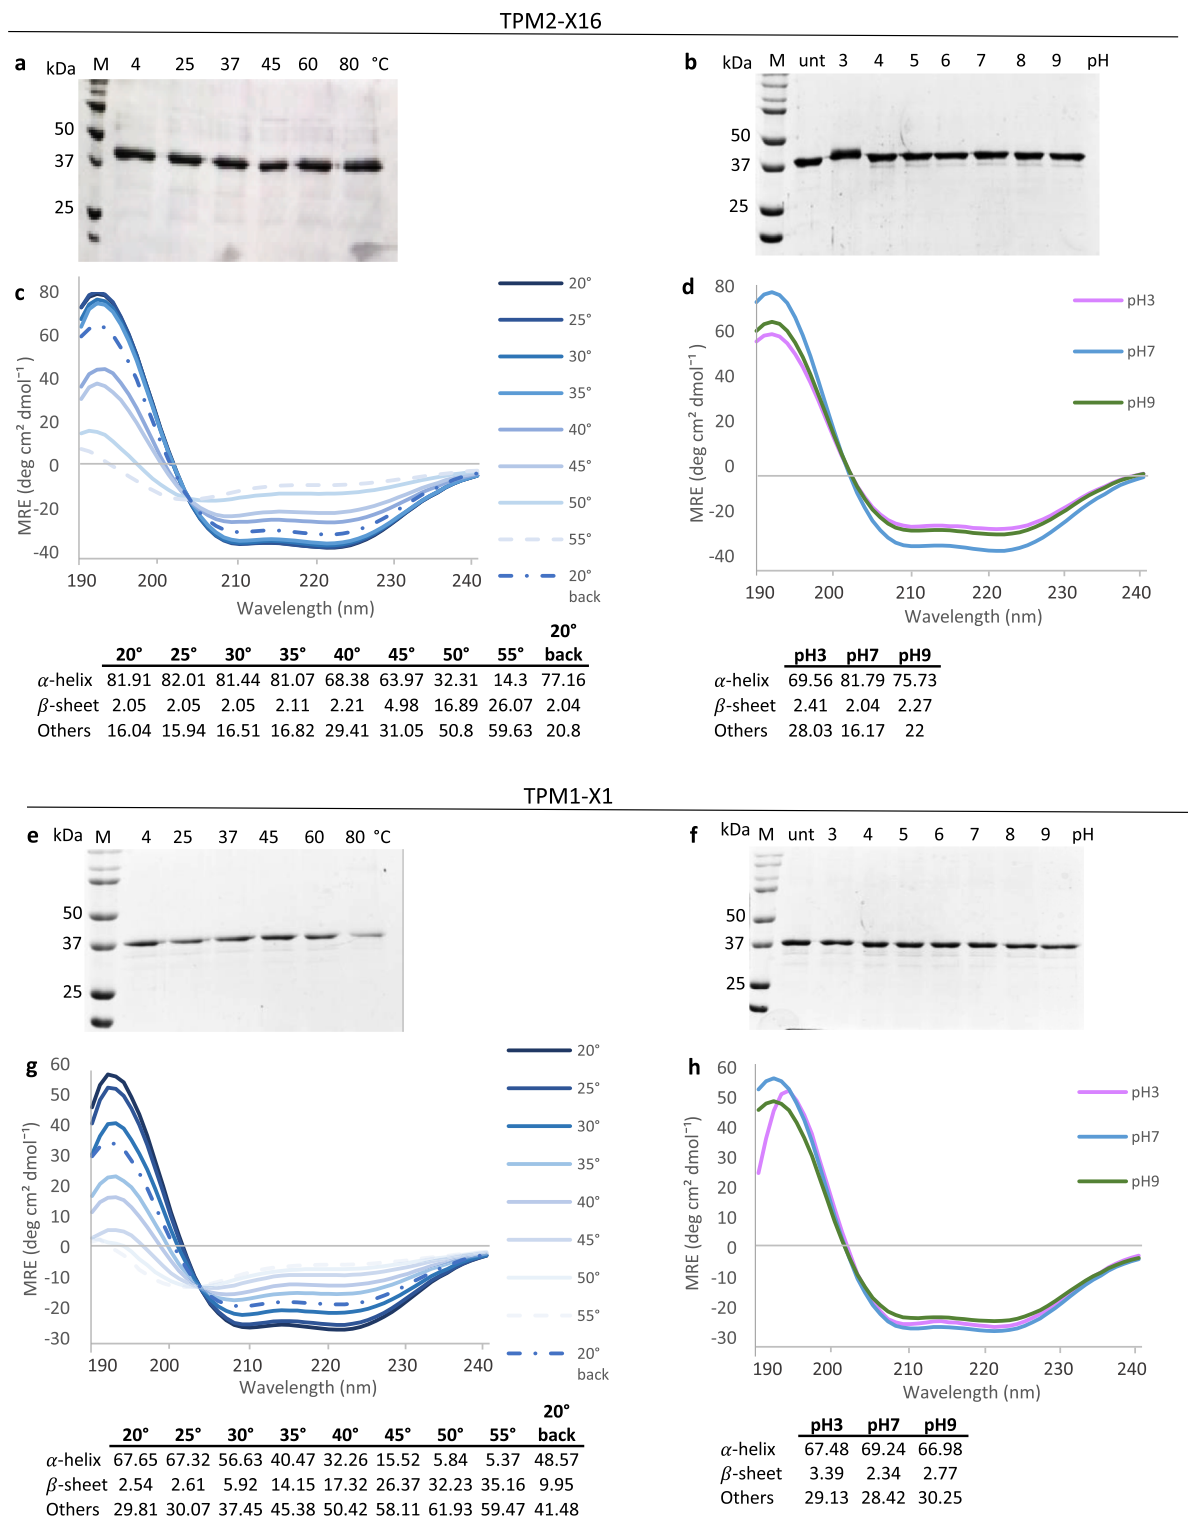 TPM2-X16
a kDa M 4 25 37 45 60 80 °C
50
37
25
b kDa M unt 3 4 5 6 7 8 9 pH
50
37
25
c
MRE (deg cm² dmol⁻¹ )
80
60
40
20
0
-20
-40
190 200 210 220 230 240
Wavelength (nm)
20°
25°
30°
35°
40°
45°
50°
55°
20°
back
d
MRE (deg cm² dmol⁻¹ )
80
60
40
20
0
-20
-40
190 200 210 220 230 240
Wavelength (nm)
pH3
pH7
pH9
20°
20° 25° 30° 35° 40° 45° 50° 55° back
α-helix 81.91 82.01 81.44 81.07 68.38 63.97 32.31 14.3 77.16
β-sheet 2.05 2.05 2.05 2.11 2.21 4.98 16.89 26.07 2.04
Others 16.04 15.94 16.51 16.82 29.41 31.05 50.8 59.63 20.8
pH3 pH7 pH9
α-helix 69.56 81.79 75.73
β-sheet 2.41 2.04 2.27
Others 28.03 16.17 22
TPM1-X1
e kDa M 4 25 37 45 60 80 °C
50
37
25
f kDa M unt 3 4 5 6 7 8 9 pH
50
37
25
g
MRE (deg cm² dmol⁻¹)
60
50
40
30
20
10
0
-10
-20
-30
190 200 210 220 230 240
Wavelength (nm)
20°
25°
30°
35°
40°
45°
50°
55°
20°
back
h
MRE (deg cm² dmol⁻¹)
60
50
40
30
20
10
0
-10
-20
-30
190 200 210 220 230 240
Wavelength (nm)
pH3
pH7
pH9
20°
20° 25° 30° 35° 40° 45° 50° 55° back
α-helix 67.65 67.32 56.63 40.47 32.26 15.52 5.84 5.37 48.57
β-sheet 2.54 2.61 5.92 14.15 17.32 26.37 32.23 35.16 9.95
Others 29.81 30.07 37.45 45.38 50.42 58.11 61.93 59.47 41.48
pH3 pH7 pH9
α-helix 67.48 69.24 66.98
β-sheet 3.39 2.34 2.77
Others 29.13 28.42 30.25